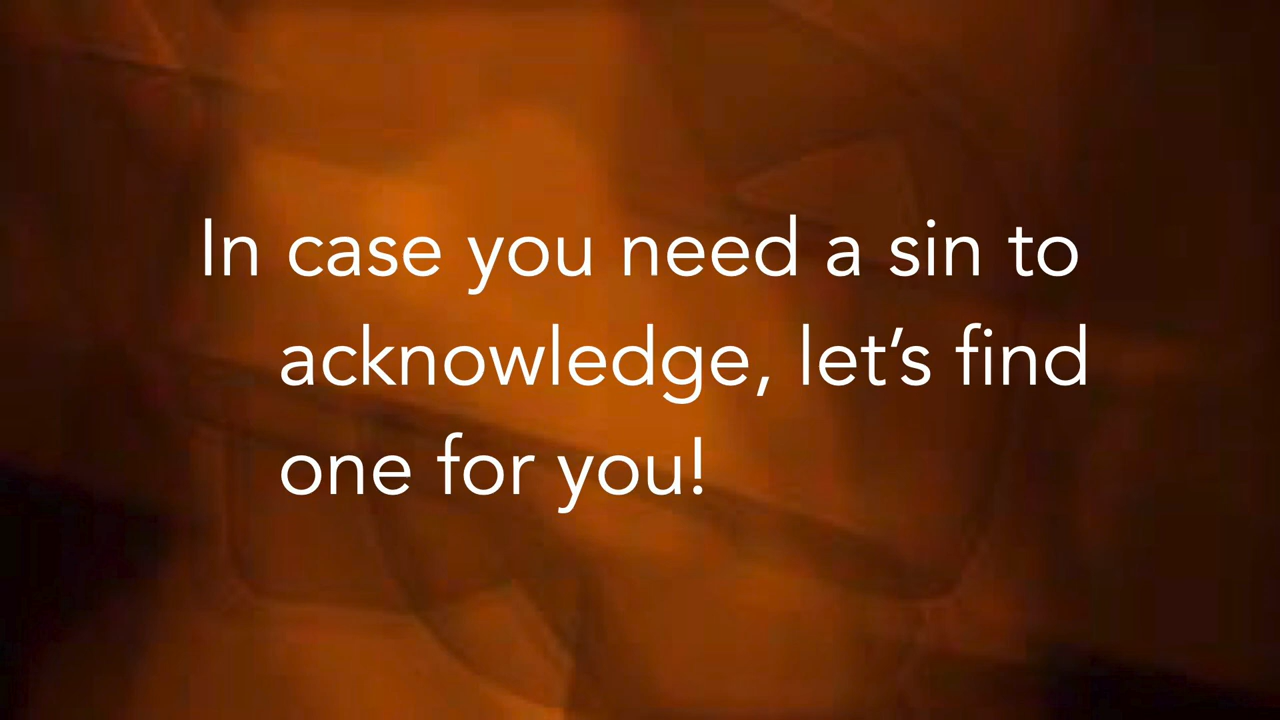 In case you need a sin to
acknowledge, let’s find
one for you!